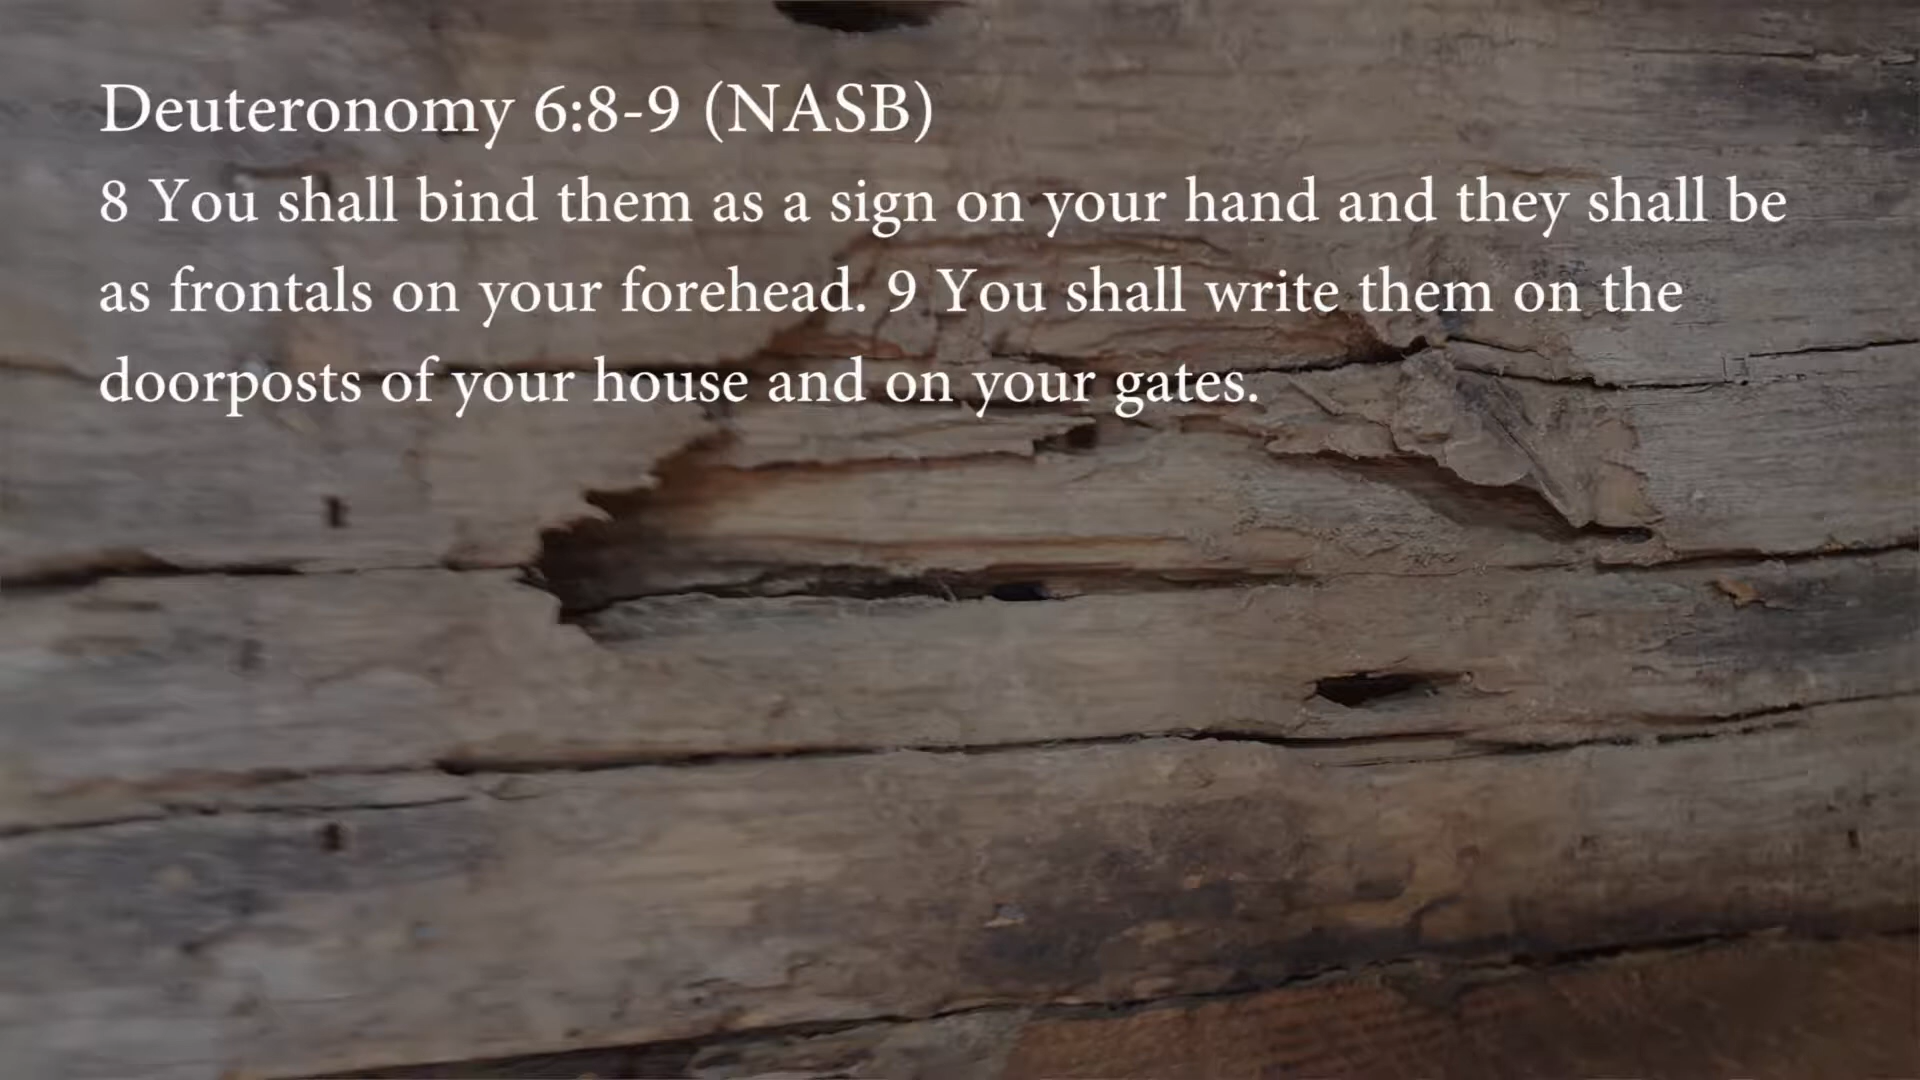 Deuteronomy 6:8-9 (NASB)
8 You shall bind them as a sign on your hand and they shall be
as frontals on your forehead. 9 You shall write them on the
doorposts of your house and on your gates.